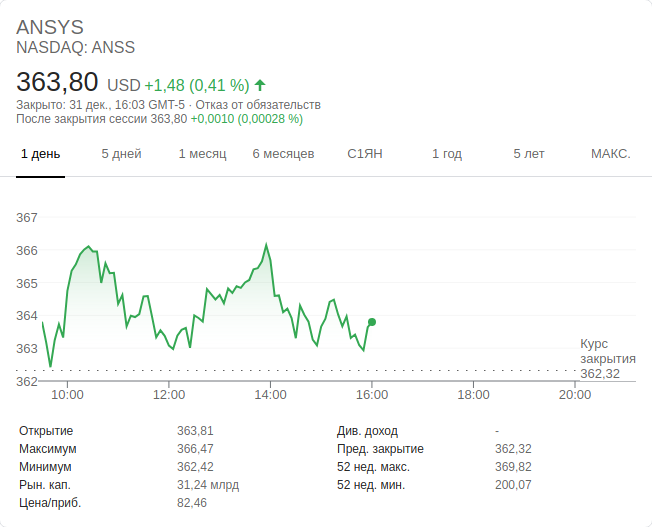 ANSYS
NASDAQ: ANSS
363,80 USD +1,48 (0,41 %)
Закрыто: 31 дек., 16:03 GMT-5 · Отказ от обязательств
После закрытия сессии 363,80 +0,0010 (0,00028 %)
1 день 5 дней 1 месяц 6 месяцев С1ЯН 1 год 5 лет МАКС.
367
366
365
364
363
Курс
закрытия
362,32
362
10:00 12:00 14:00 16:00 18:00 20:00
Открытие 363,81 Див. доход -
Максимум 366,47 Пред. закрытие 362,32
Минимум 362,42 52 нед. макс. 369,82
Рын. кап. 31,24 млрд 52 нед. мин. 200,07
Цена/приб. 82,46